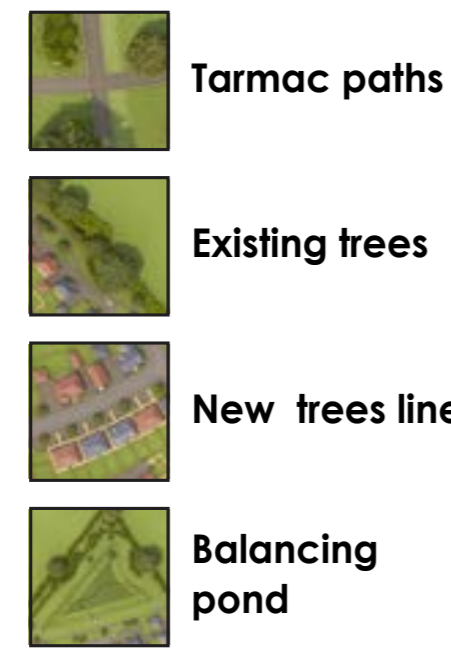 Tarmac paths
Existing trees
New trees line
Balancing
pond